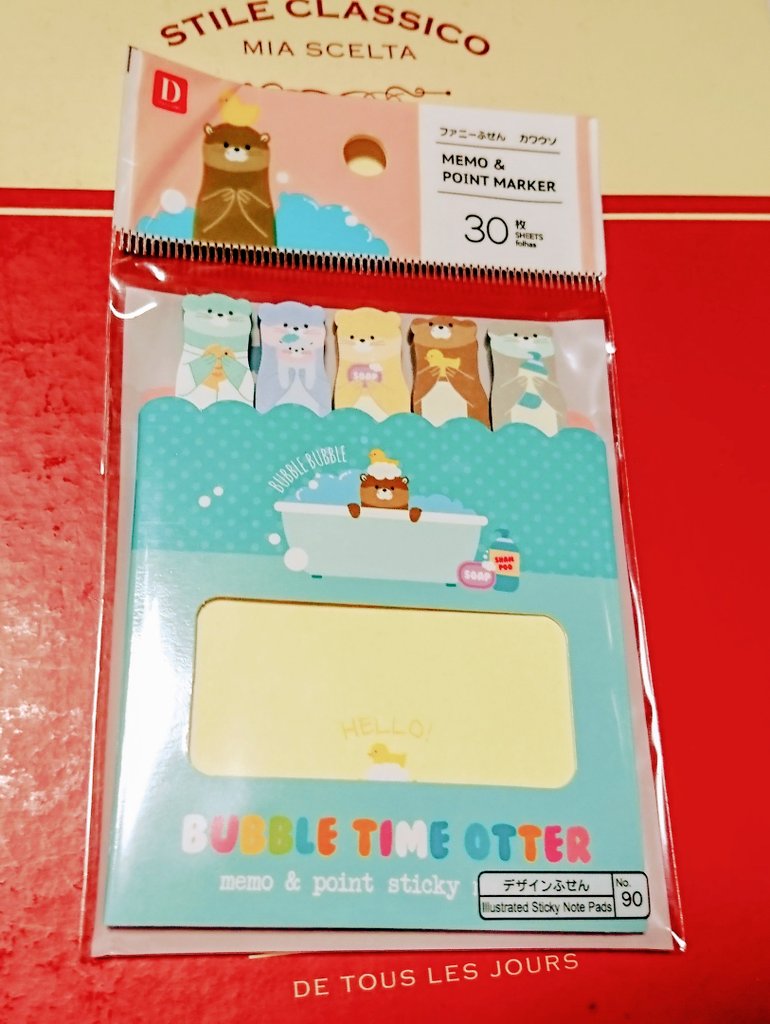 STILE CLASSICO
MIA SCELTA
D
ファニーふせん カワウソ
MEMO &
POINT MARKER
30 枚
SHEETS
folhas
SOAP
BUBBLE BUBBLE
SHAM
POO
SOAP
HELLO!
BUBBLE TIME OTTER
memo & point sticky
デザインふせん
Illustrated Sticky Note Pads
No.
90
DE TOUS LES JOURS